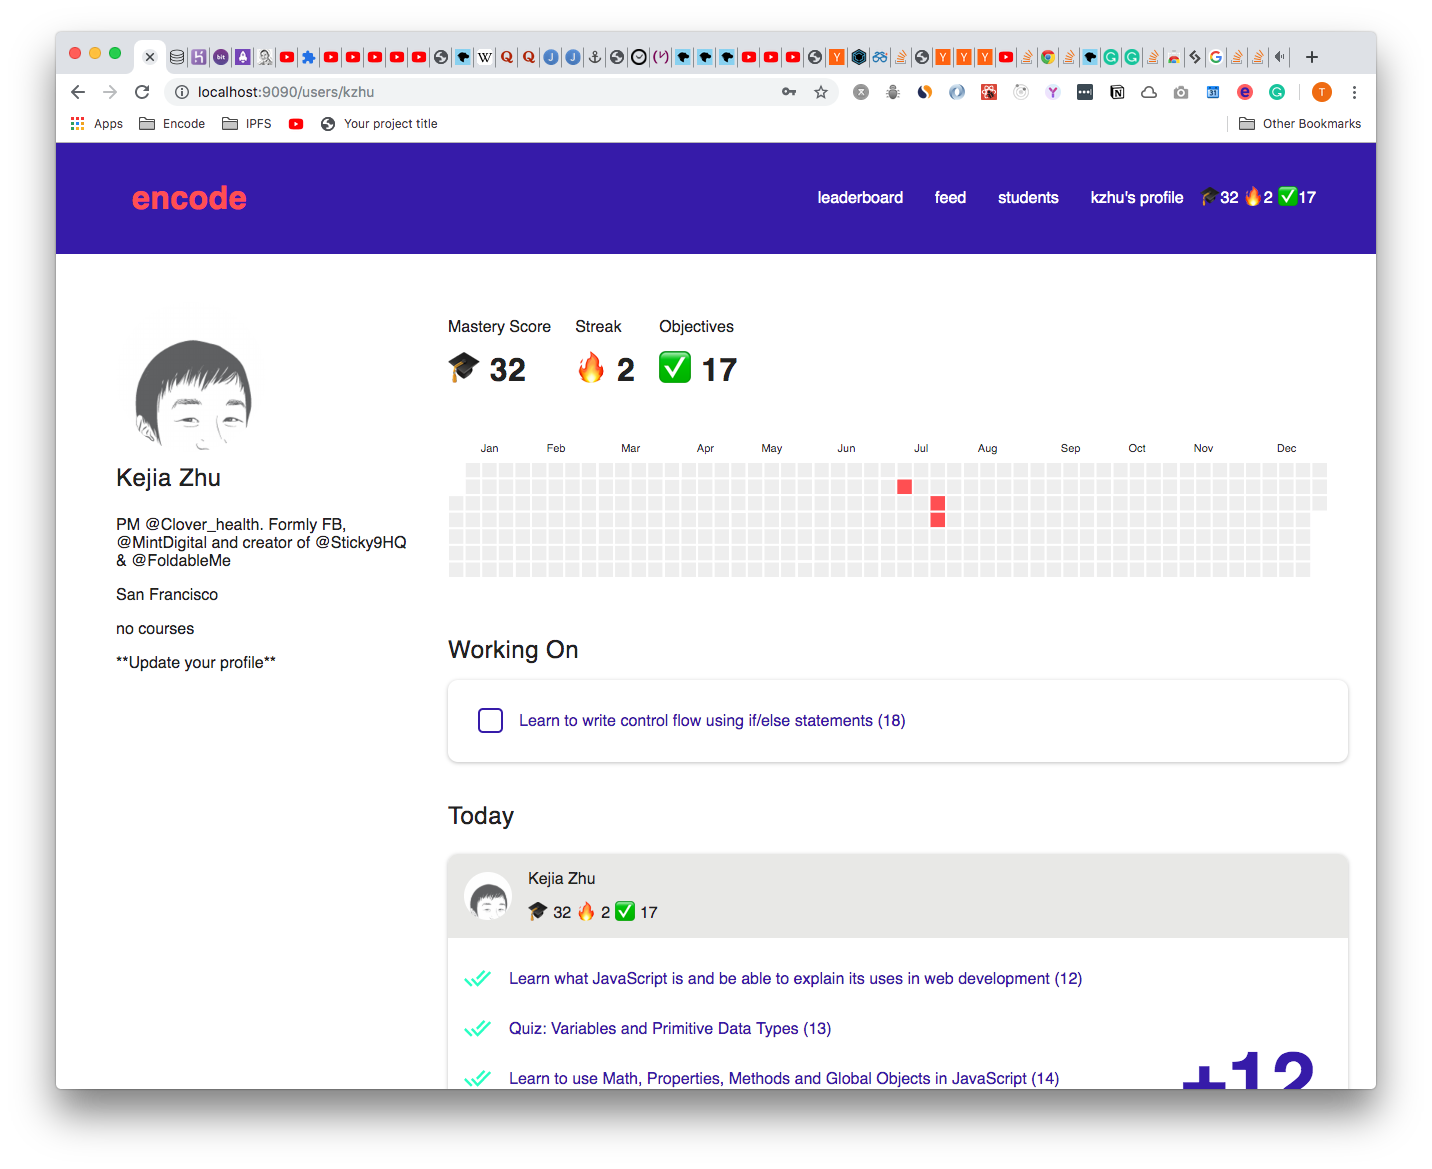 localhost:9090/users/kzhu
Apps Encode IPFS Your project title Other Bookmarks
encode
leaderboard feed students kzhu's profile 32 2 17
Mastery Score Streak Objectives
32 2 17
Jan Feb Mar Apr May Jun Jul Aug Sep Oct Nov Dec
Kejia Zhu
PM @Clover_health. Formly FB,
@MintDigital and creator of @Sticky9HQ
& @FoldableMe
San Francisco
no courses
**Update your profile**
Working On
Learn to write control flow using if/else statements (18)
Today
Kejia Zhu
32 2 17
Learn what JavaScript is and be able to explain its uses in web development (12)
Quiz: Variables and Primitive Data Types (13)
Learn to use Math, Properties, Methods and Global Objects in JavaScript (14)
+12